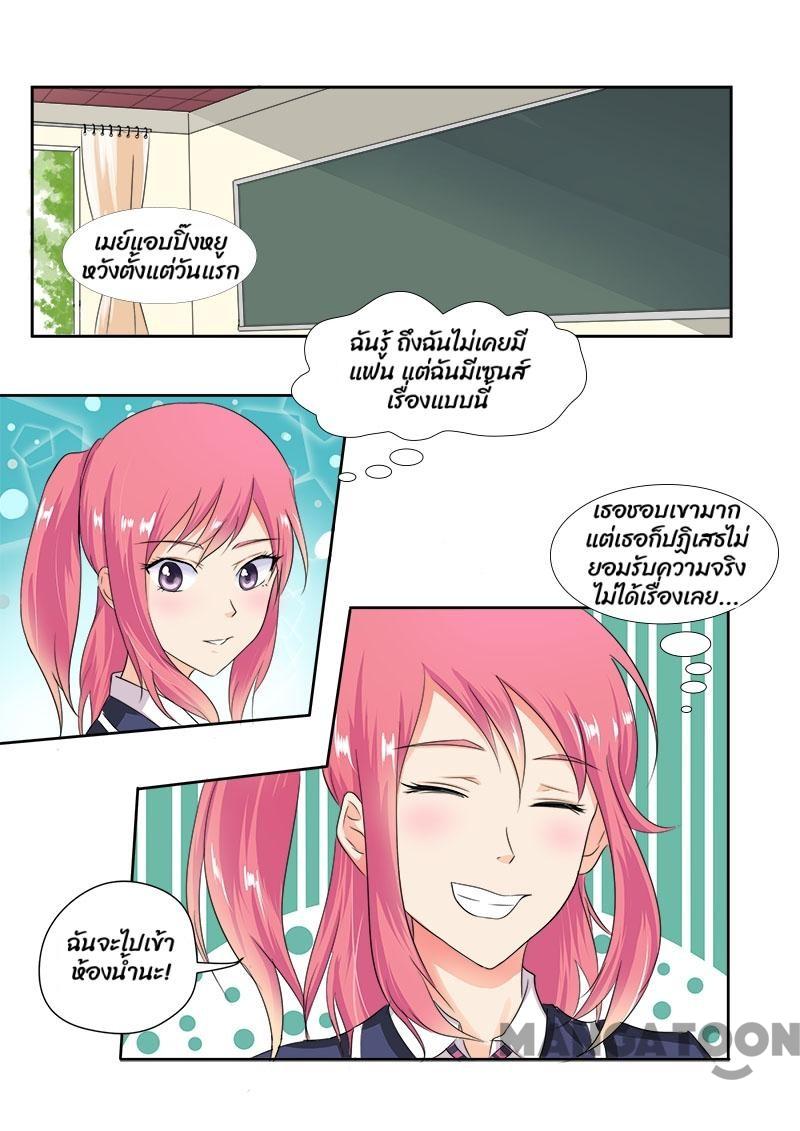 เมย์แอบปิ๊งหยู
หวังตั้งแต่วันแรก
ฉันรู้ ถึงฉันไม่เคยมี
แฟน แต่ฉันมีเซนส์
เรื่องแบบนี้
เธอชอบเขามาก
แต่เธอก็ปฏิเสธไม่
ยอมรับความจริง
ไม่ได้เรื่องเลย...
ฉันจะไปเข้า
ห้องน้ำนะ!
MANGATOON